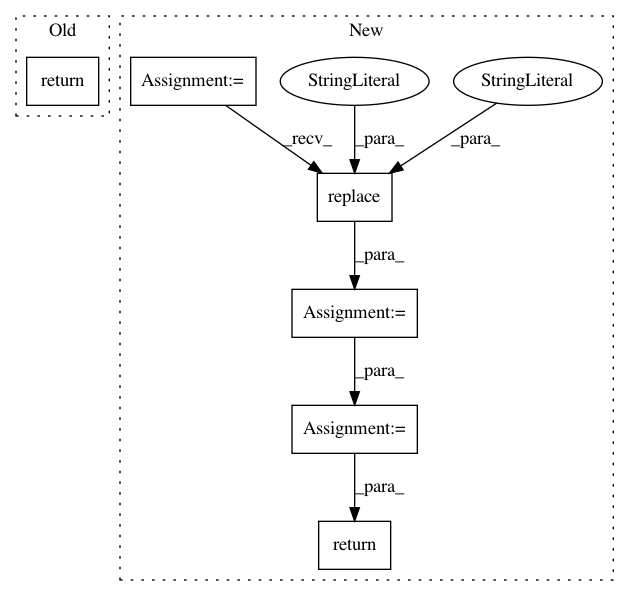 Old
New
return
Assignment:=
StringLiteral
StringLiteral
_recv_
_para_
_para_
replace
_para_
Assignment:=
_para_
Assignment:=
_para_
return